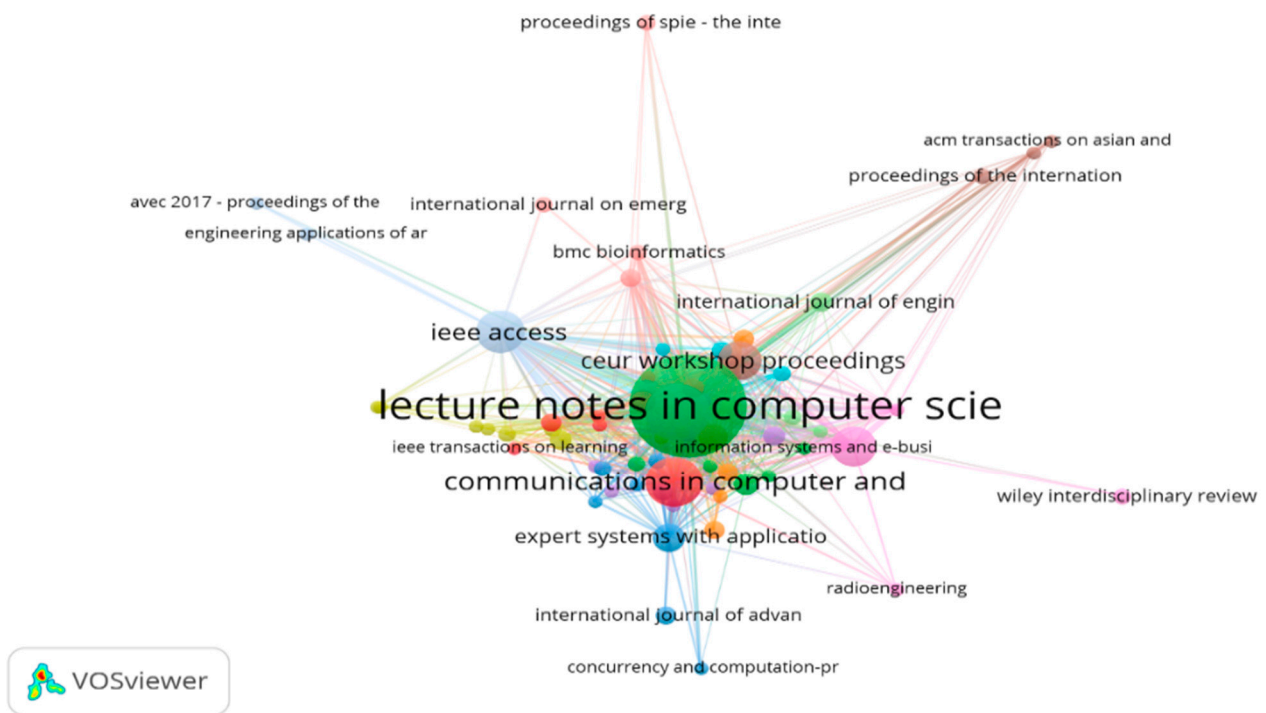 proceedings of spie - the inte
acm transactions on asian and
proceedings of the internation
avec 2017 - proceedings of the
international journal on emerg
engineering applications of ar
bmc bioinformatics
international journal of engin
ieee access
ceur workshop proceedings
lecture notes in computer scie
ieee transactions on learning
information systems and e-busi
communications in computer and
wiley interdisciplinary review
expert systems with applicatio
radioengineering
international journal of advan
concurrency and computation-pr
VOSviewer